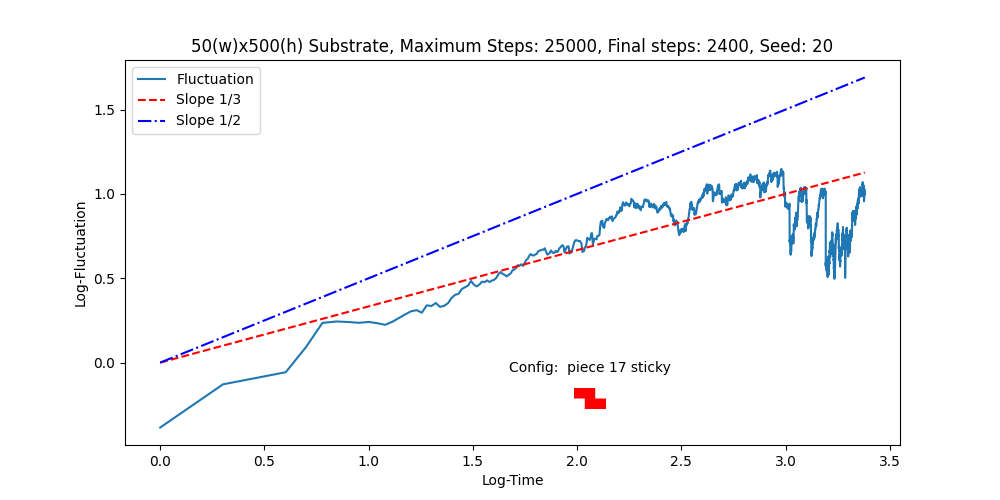 50(w)x500(h) Substrate, Maximum Steps: 25000, Final steps: 2400, Seed: 20
Fluctuation
Slope 1/3
Slope 1/2
Log-Fluctuation
1.5
1.0
0.5
0.0
Config:  piece 17 sticky
0.0 0.5 1.0 1.5 2.0 2.5 3.0 3.5
Log-Time